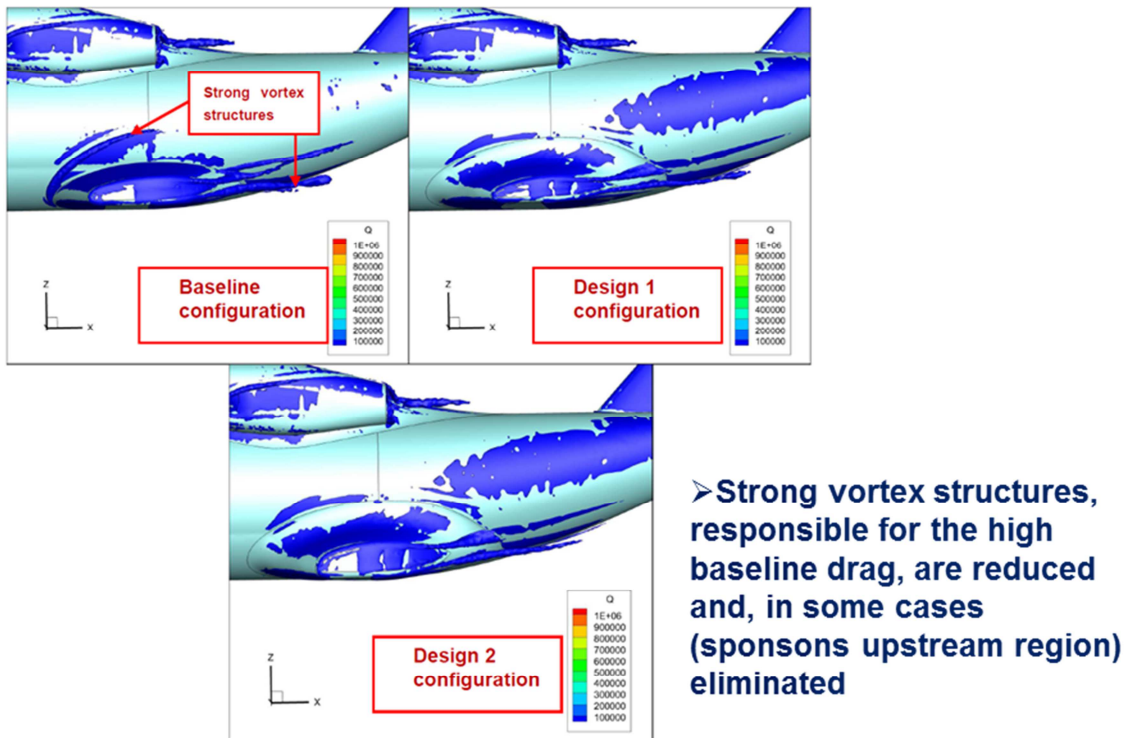 Strong vortex
structures
Q
1E+06
900000
800000
700000
600000
500000
400000
300000
200000
100000
Z
X
Baseline
configuration
Q
1E+06
900000
800000
700000
600000
500000
400000
300000
200000
100000
Z
X
Design 1
configuration
Q
1E+06
900000
800000
700000
600000
500000
400000
300000
200000
100000
Z
X
Design 2
configuration
➢Strong vortex structures,
responsible for the high
baseline drag, are reduced
and, in some cases
(sponsons upstream region)
eliminated